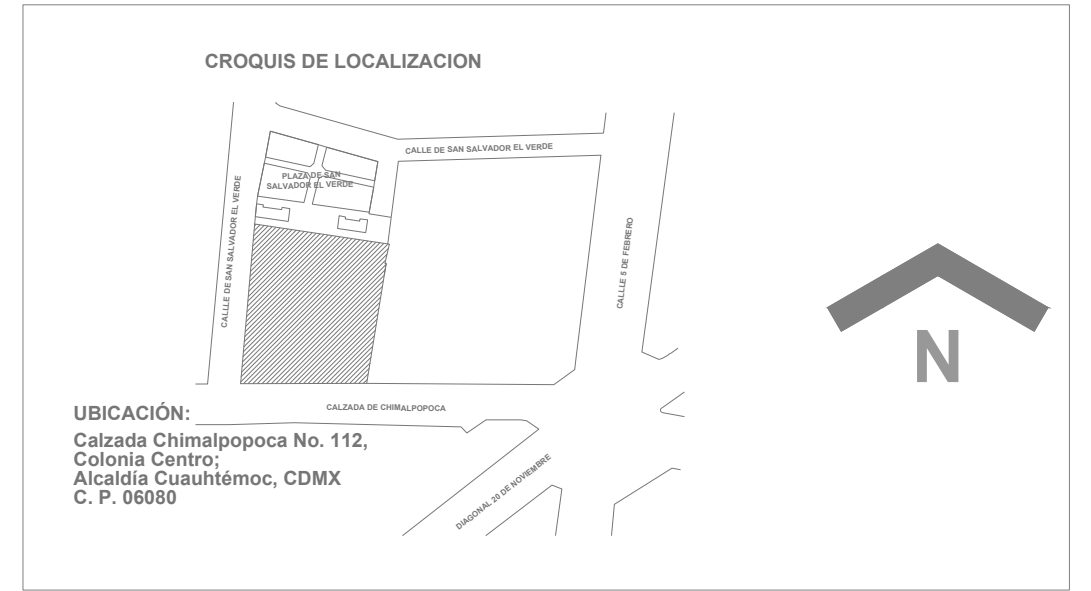 CROQUIS DE LOCALIZACION
CALLE DE SAN SALVADOR EL VERDE
PLAZA DE SAN
SALVADOR EL VERDE
CALLLE DE SAN SALVADOR EL VERDE
CALLLE 5 DE FEBRERO
N
CALZADA DE CHIMALPOPOCA
UBICACIÓN:
Calzada Chimalpopoca No. 112,
Colonia Centro;
Alcaldía Cuauhtémoc, CDMX
C. P. 06080
DIAGONAL 20 DE NOVIEMBRE